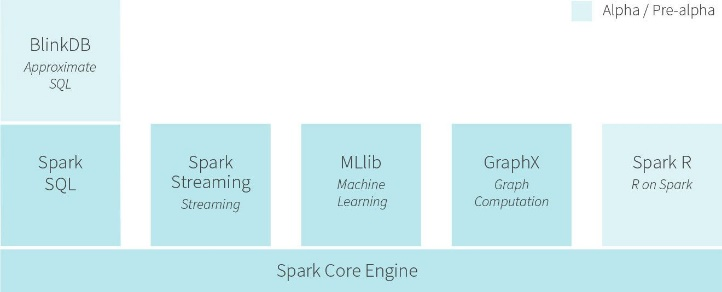 Alpha / Pre-alpha
BlinkDB
Approximate
SQL
Spark
SQL
Spark
Streaming
Streaming
MLlib
Machine
Learning
GraphX
Graph
Computation
Spark R
R on Spark
Spark Core Engine